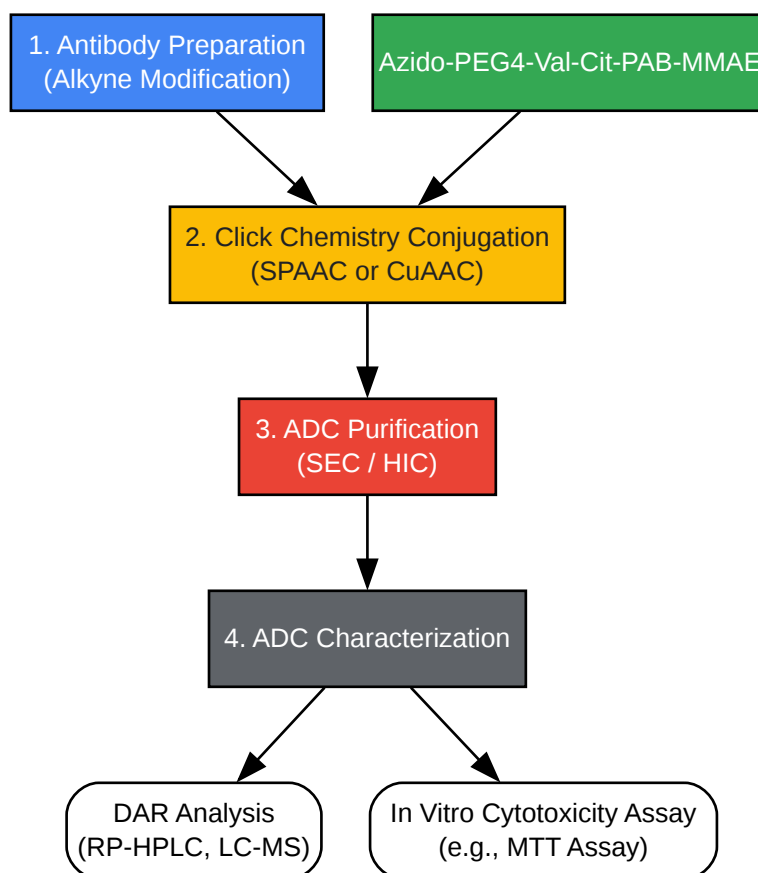 1. Antibody Preparation
(Alkyne Modification)
Azido-PEG4-Val-Cit-PAB-MMAE
2. Click Chemistry Conjugation
(SPAAC or CuAAC)
3. ADC Purification
(SEC / HIC)
4. ADC Characterization
DAR Analysis
(RP-HPLC, LC-MS)
In Vitro Cytotoxicity Assay
(e.g., MTT Assay)